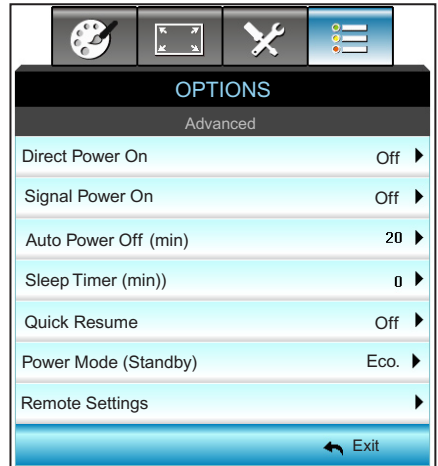 OPTIONS
Advanced
Direct Power On Off
Signal Power On Off
Auto Power Off (min) 20
Sleep Timer (min)) 0
Quick Resume Off
Power Mode (Standby) Eco.
Remote Settings
Exit